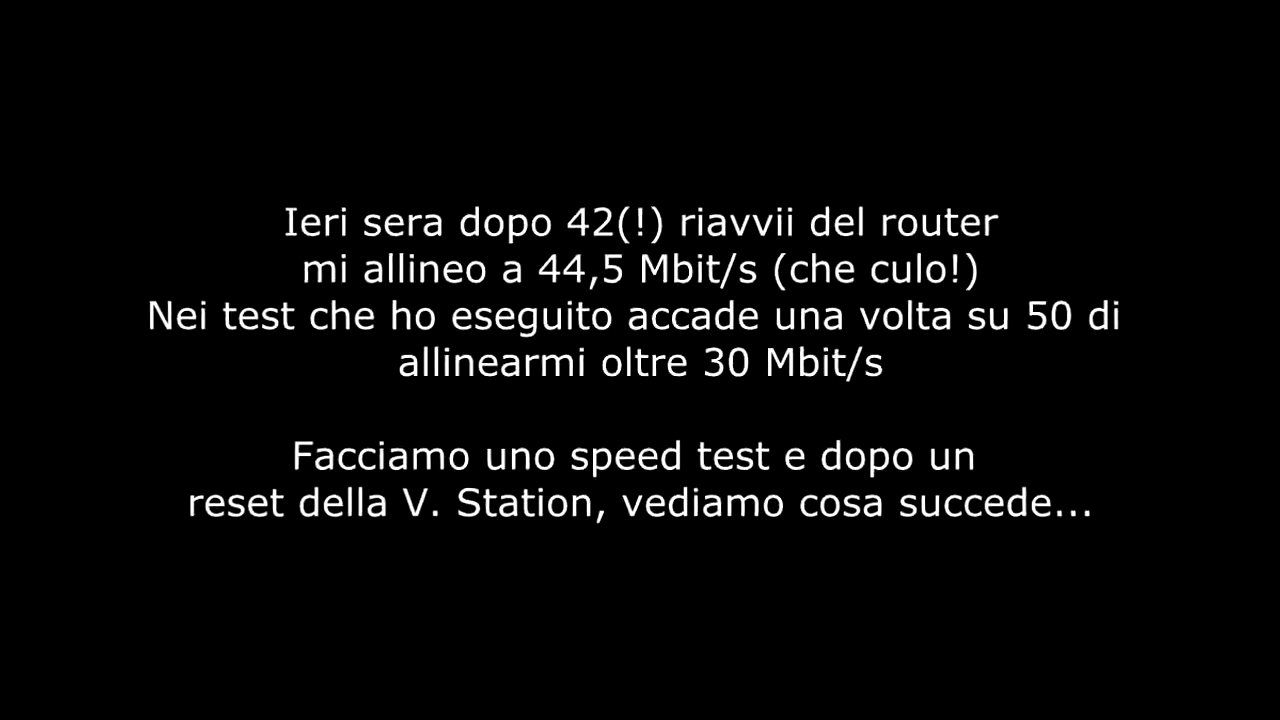 Ieri sera dopo 42(!) riavvii del router
mi allineo a 44,5 Mbit/s (che culo!)
Nei test che ho eseguito accade una volta su 50 di
allinearmi oltre 30 Mbit/s
Facciamo uno speed test e dopo un
reset della V. Station, vediamo cosa succede...